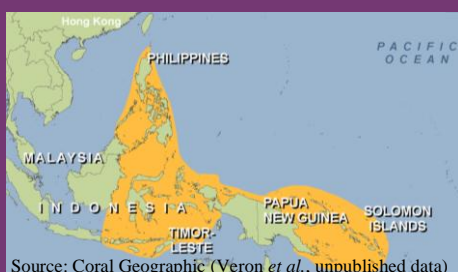 Hong Kong
PACIFIC
OCEAN
PHILIPPINES
MALAYSIA
INDONESIA
PAPUA
NEW GUINEA
SOLOMON
ISLANDS
TIMOR-
LESTE
Source: Coral Geographic (Veron et al., unpublished data)